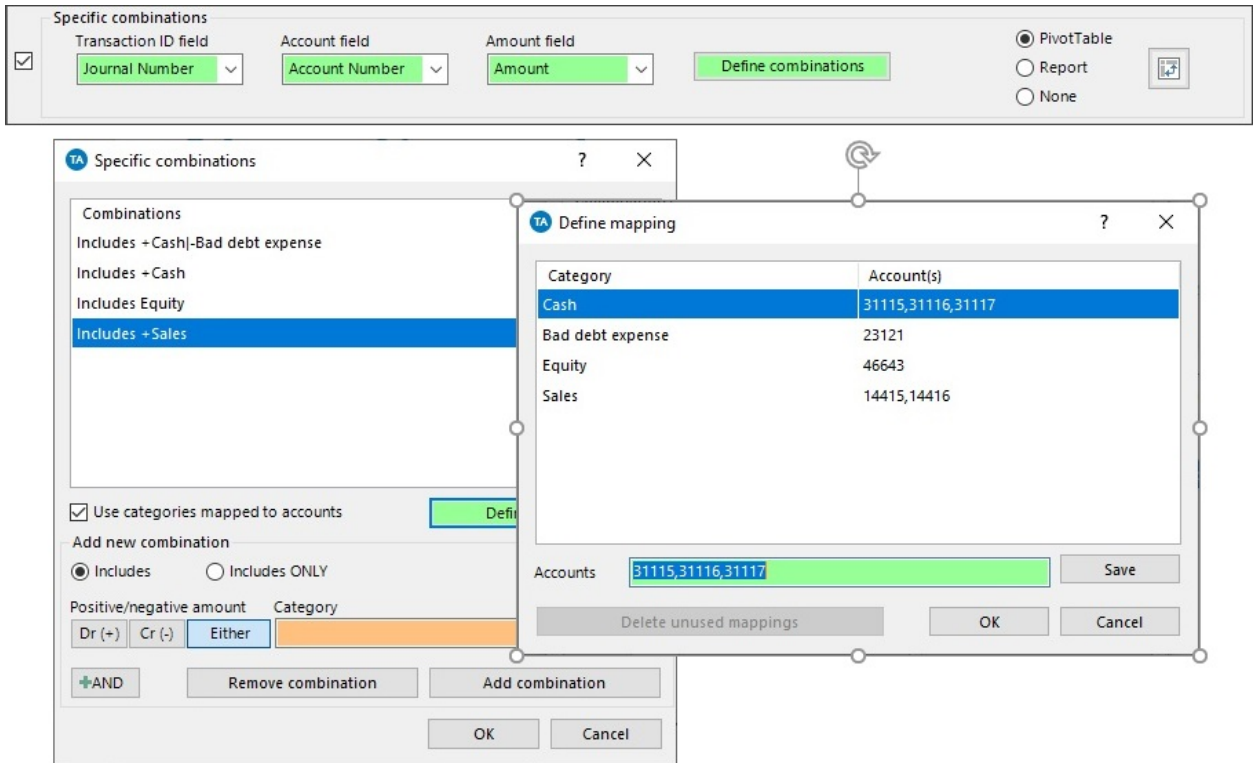 Specific combinations
Transaction ID field Account field Amount field
Journal Number Account Number Amount Define combinations
PivotTable
Report
None
TA Specific combinations ? X
Combinations
Includes +Cash|-Bad debt expense
Includes +Cash
Includes Equity
Includes +Sales
Use categories mapped to accounts
Add new combination
Includes Includes ONLY
Positive/negative amount Category
Dr (+) Cr (-) Either
+AND Remove combination Add combination
OK Cancel
TA Define mapping ? X
Category Account(s)
Cash 31115,31116,31117
Bad debt expense 23121
Equity 46643
Sales 14415,14416
Accounts 31115,31116,31117 Save
Delete unused mappings OK Cancel